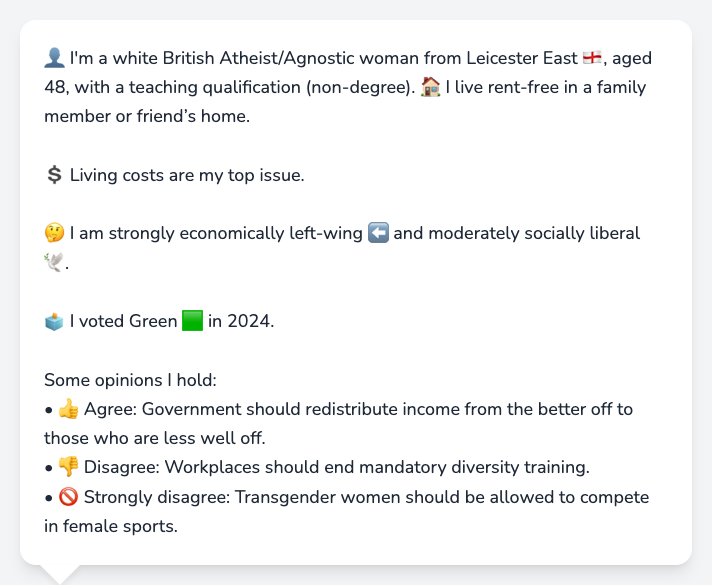 👤 I'm a white British Atheist/Agnostic woman from Leicester East 🏴󠁧󠁢󠁥󠁮󠁧󠁿, aged
48, with a teaching qualification (non-degree). 🏠 I live rent-free in a family
member or friend’s home.
💲 Living costs are my top issue.
🤔 I am strongly economically left-wing ⬅️ and moderately socially liberal
🕊️.
🗳️ I voted Green 🟩 in 2024.
Some opinions I hold:
• 👍 Agree: Government should redistribute income from the better off to
those who are less well off.
• 👎 Disagree: Workplaces should end mandatory diversity training.
• 🚫 Strongly disagree: Transgender women should be allowed to compete
in female sports.